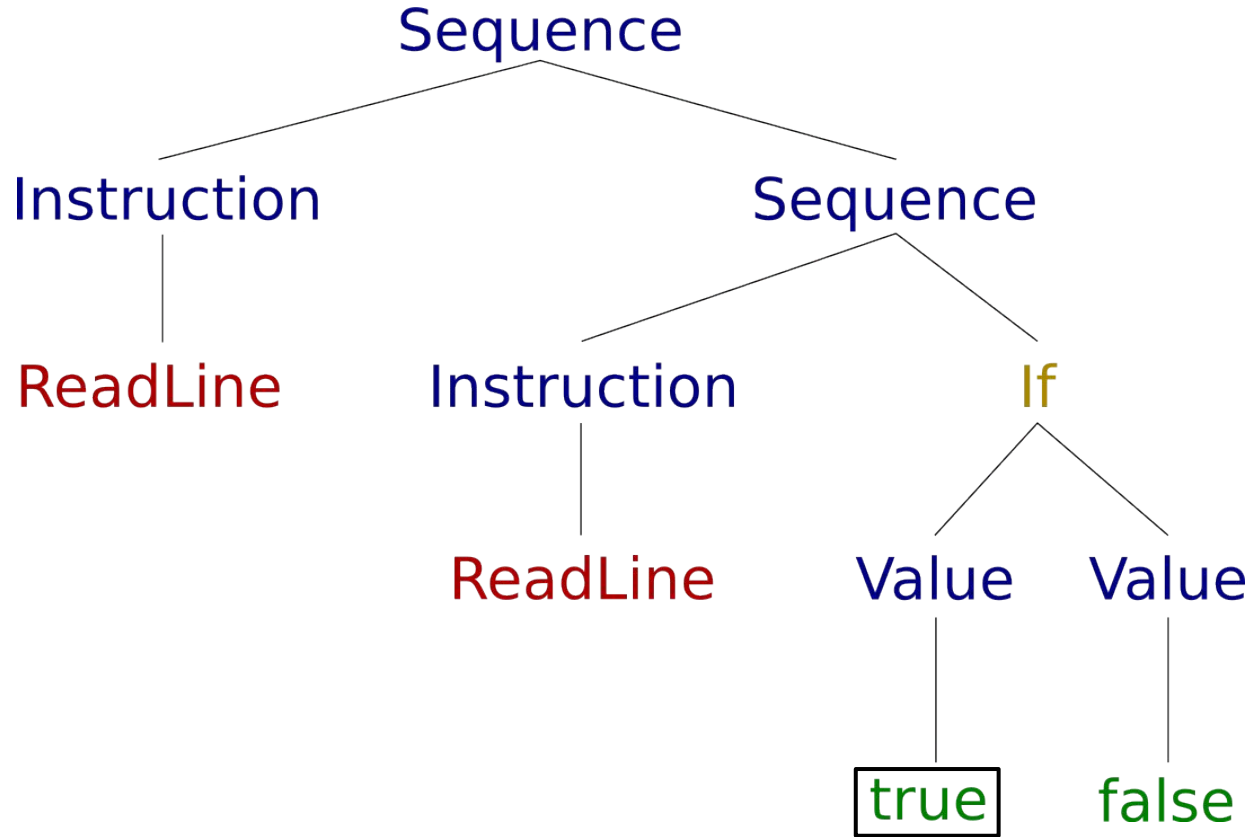 Sequence
Instruction Sequence
ReadLine Instruction If
ReadLine Value Value
true false